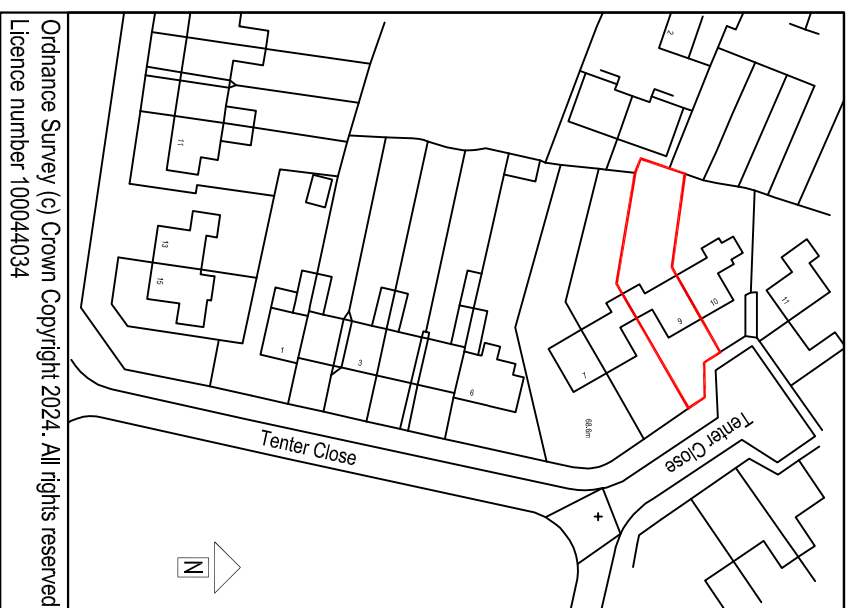 Ordnance Survey (c) Crown Copyright 2024. All rights reserved
Licence number 100044034
2
11
13
15
1
3
6
7
9
10
11
68.6m
Tenter Close
Tenter Close
+
N